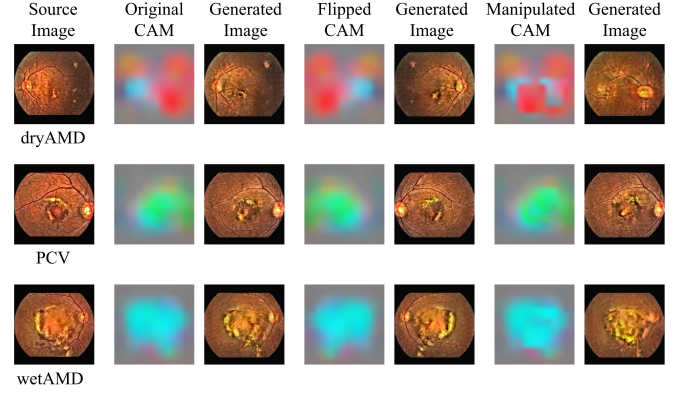 Source Original Generated Flipped Generated Manipulated Generated
Image CAM Image CAM Image CAM Image
dryAMD
PCV
wetAMD